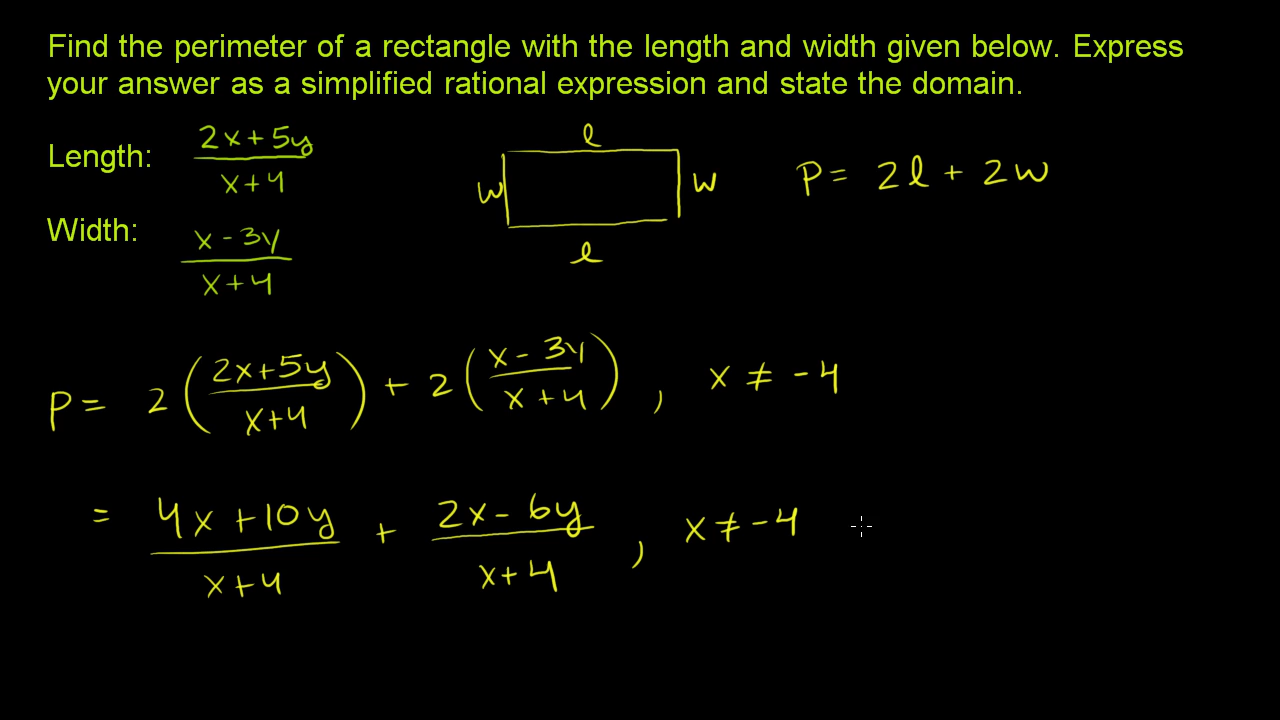 Find the perimeter of a rectangle with the length and width given below. Express
your answer as a simplified rational expression and state the domain.
Length: (2x+5y)/(x+4)
Width: (x-3y)/(x+4)
l
w
w
l
P = 2l + 2w
P = 2((2x+5y)/(x+4)) + 2((x-3y)/(x+4)), x ≠ -4
= (4x+10y)/(x+4) + (2x-6y)/(x+4), x ≠ -4